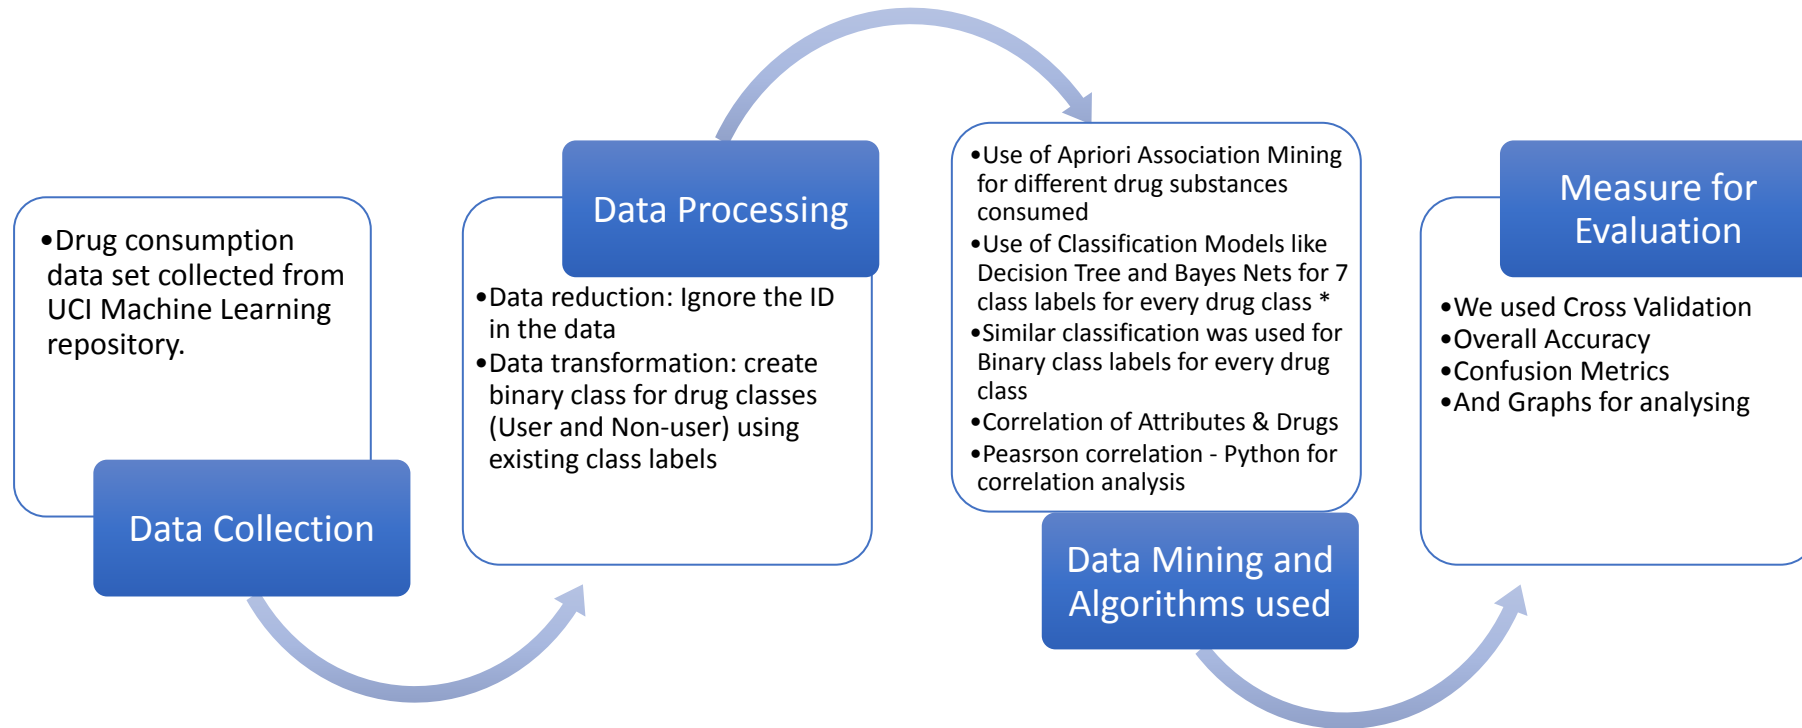 •Drug consumption
data set collected from
UCI Machine Learning
repository.
Data Collection
Data Processing
•Data reduction: Ignore the ID
in the data
•Data transformation: create
binary class for drug classes
(User and Non-user) using
existing class labels
•Use of Apriori Association Mining
for different drug substances
consumed
•Use of Classification Models like
Decision Tree and Bayes Nets for 7
class labels for every drug class *
•Similar classification was used for
Binary class labels for every drug
class
•Correlation of Attributes & Drugs
•Peasrson correlation - Python for
correlation analysis
Data Mining and
Algorithms used
Measure for
Evaluation
•We used Cross Validation
•Overall Accuracy
•Confusion Metrics
•And Graphs for analysing